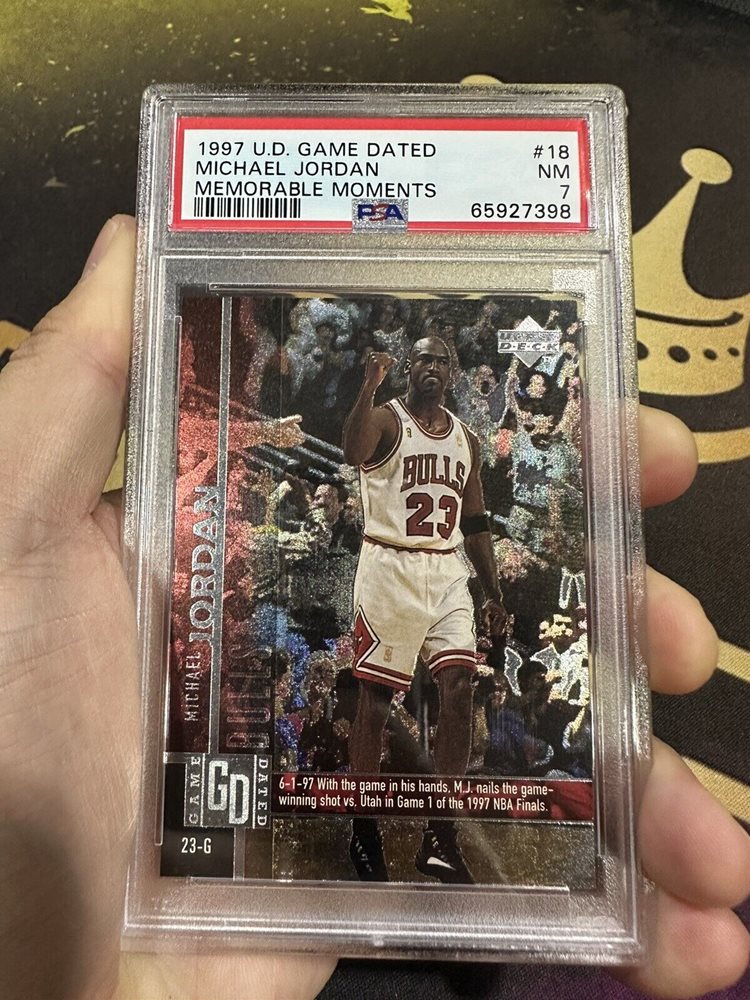 1997 U.D. GAME DATED #18
MICHAEL JORDAN NM
MEMORABLE MOMENTS 7
PSA 65927398
UPPER
DECK
BULLS
23
MICHAEL JORDAN
BULLS
GAME GD DATED
6-1-97 With the game in his hands, M.J. nails the game-
winning shot vs. Utah in Game 1 of the 1997 NBA Finals.
23-G